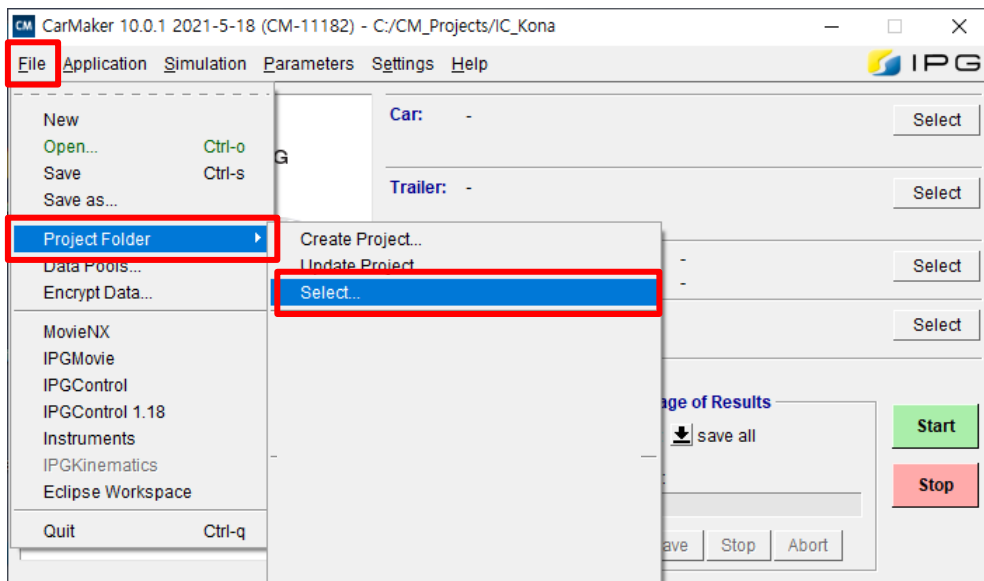 CM CarMaker 10.0.1 2021-5-18 (CM-11182) - C:/CM_Projects/IC_Kona
File Application Simulation Parameters Settings Help
IPG
New
Open... Ctrl-o
Save Ctrl-s
Save as...
Project Folder
Data Pools...
Encrypt Data...
MovieNX
IPGMovie
IPGControl
IPGControl 1.18
Instruments
IPGKinematics
Eclipse Workspace
Quit Ctrl-q
Create Project...
Update Project
Select...
G
Car: -
Select
Trailer: -
Select
-
-
Select
Select
age of Results
save all
:
ave Stop Abort
Start
Stop